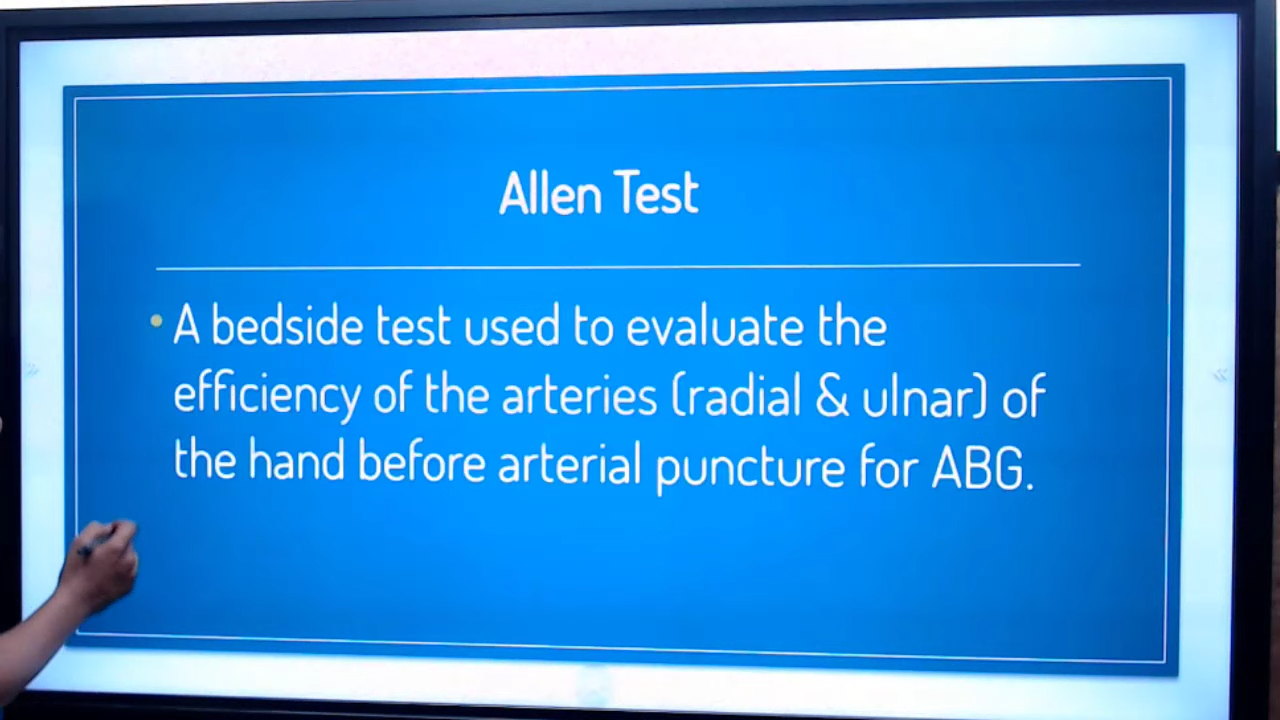 Allen Test
• A bedside test used to evaluate the
efficiency of the arteries (radial & ulnar) of
the hand before arterial puncture for ABG.